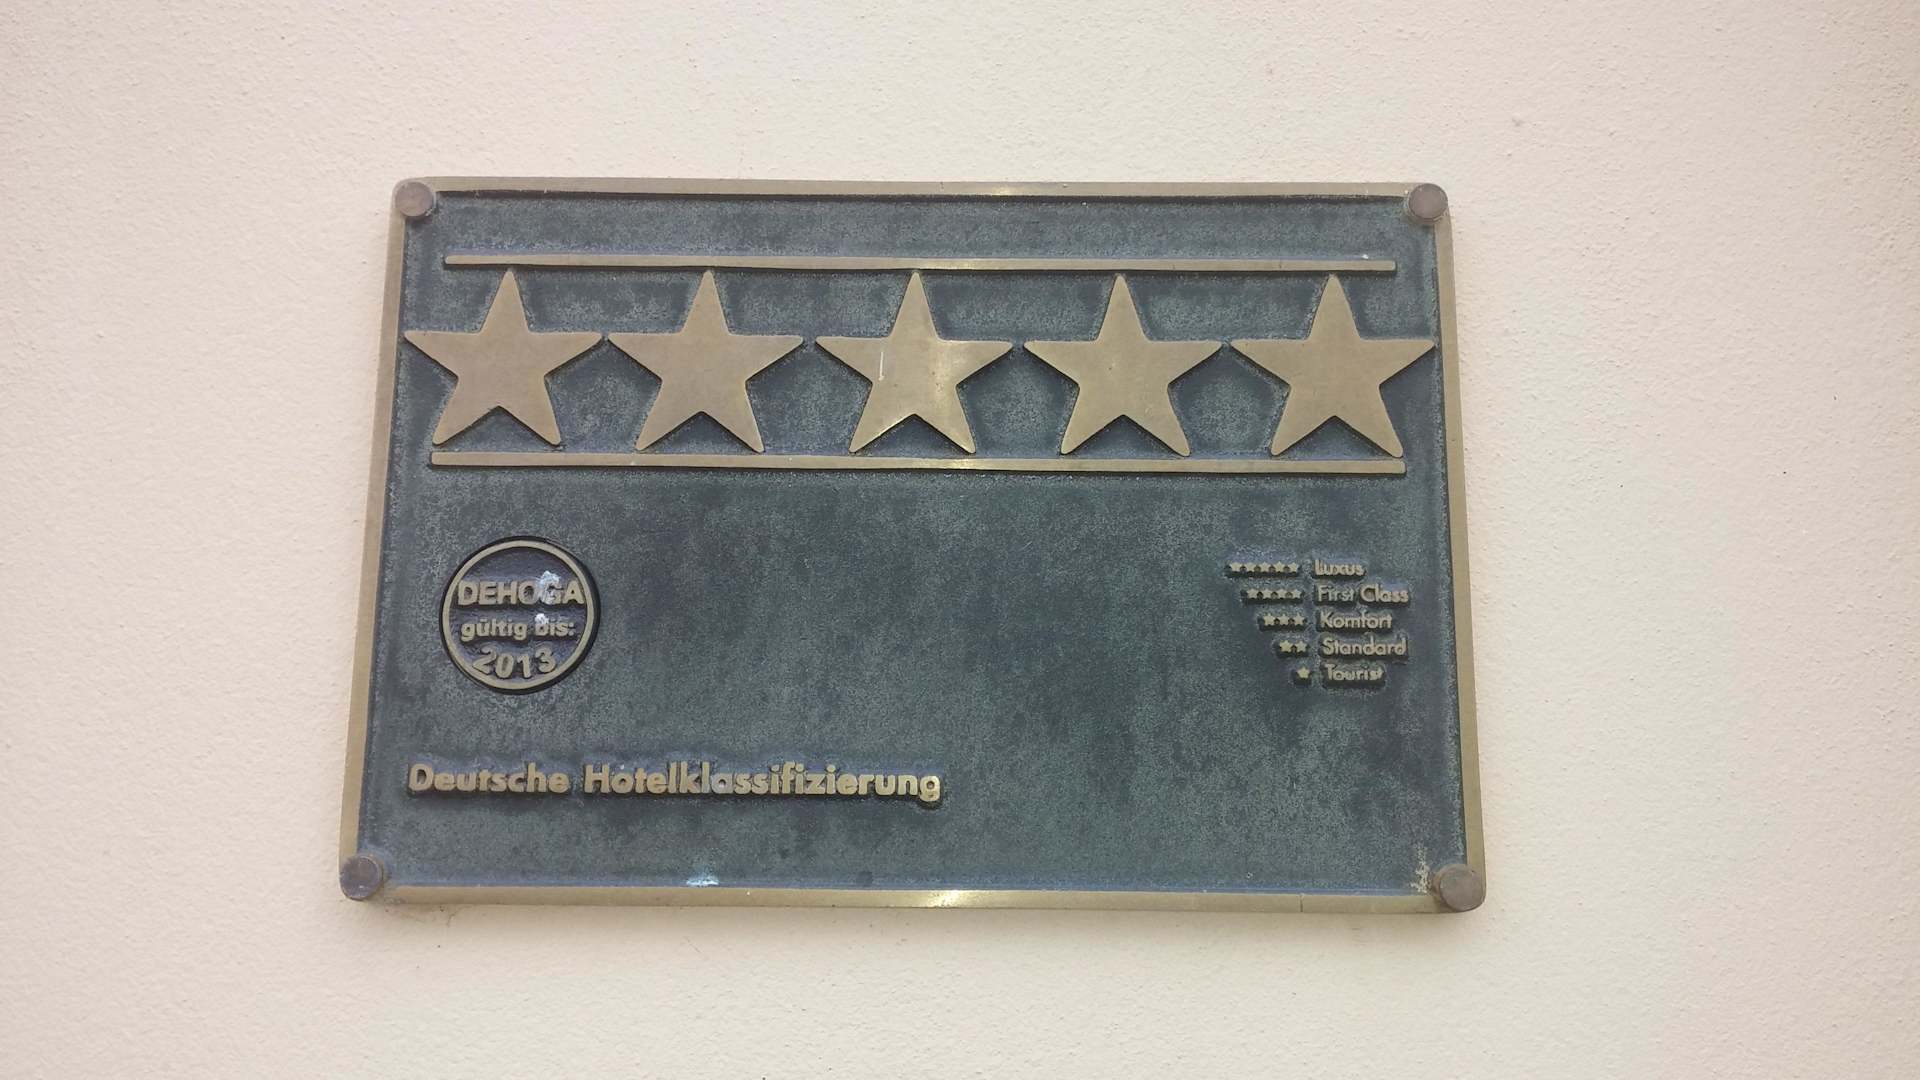 DEHOGA
gültig bis:
2013
Luxus
First Class
Komfort
Standard
Tourist
Deutsche Hotelklassifizierung